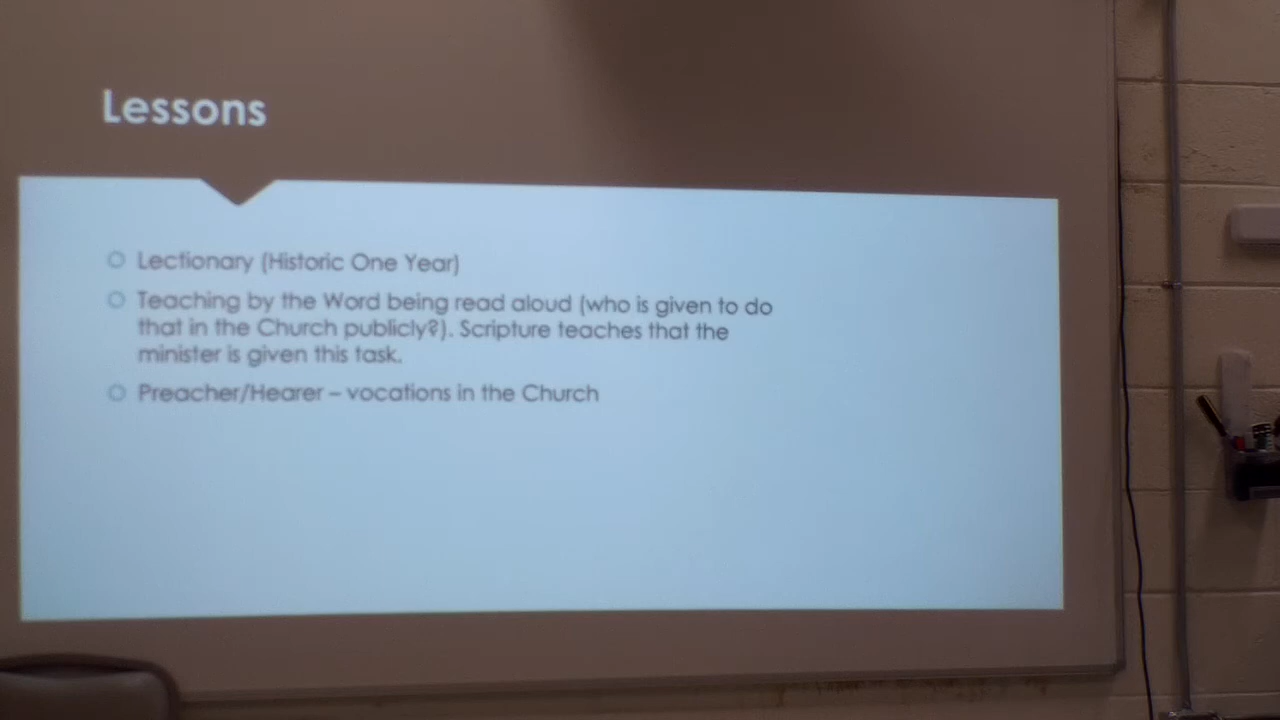 Lessons
Lectionary (Historic One Year)
Teaching by the Word being read aloud (who is given to do
that in the Church publicly?). Scripture teaches that the
minister is given this task.
Preacher/Hearer – vocations in the Church